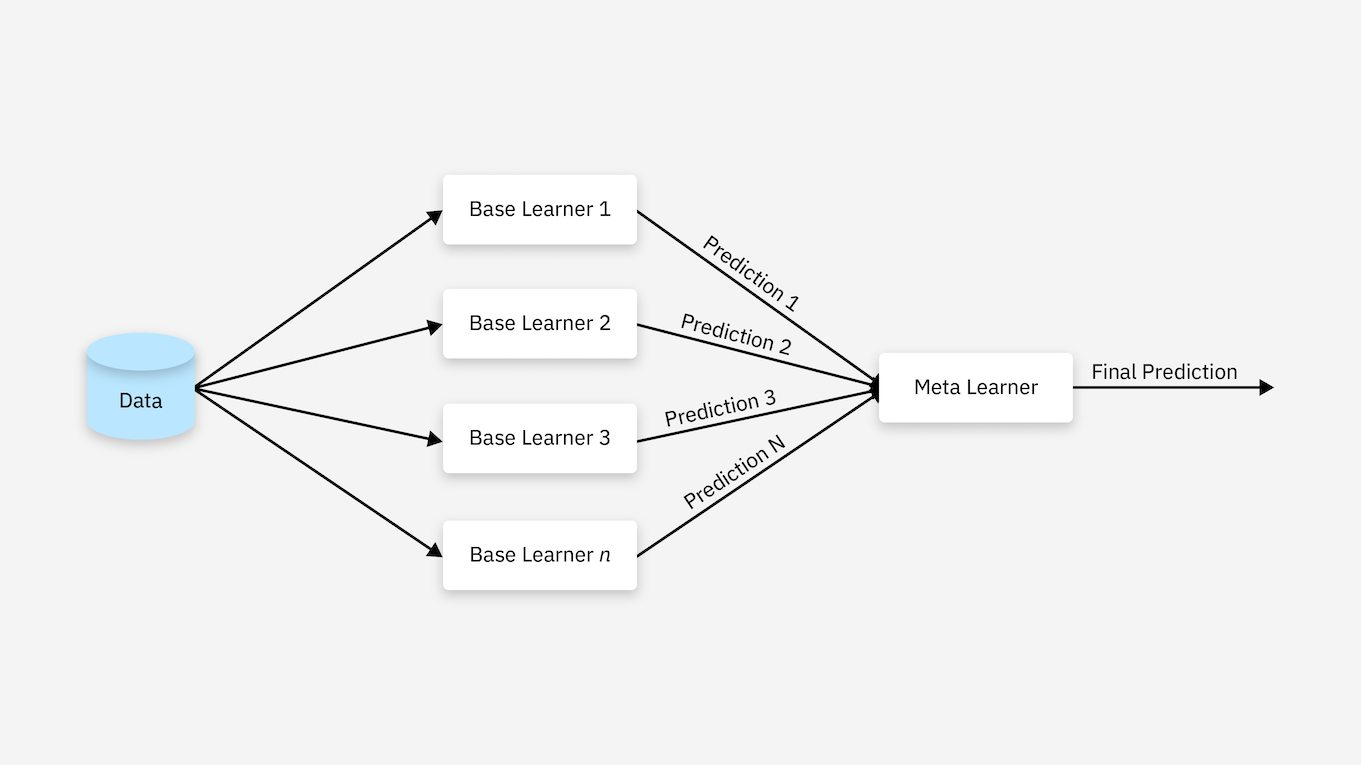 Base Learner 1
Prediction 1
Base Learner 2
Prediction 2
Data
Meta Learner
Final Prediction
Base Learner 3
Prediction 3
Base Learner n
Prediction N